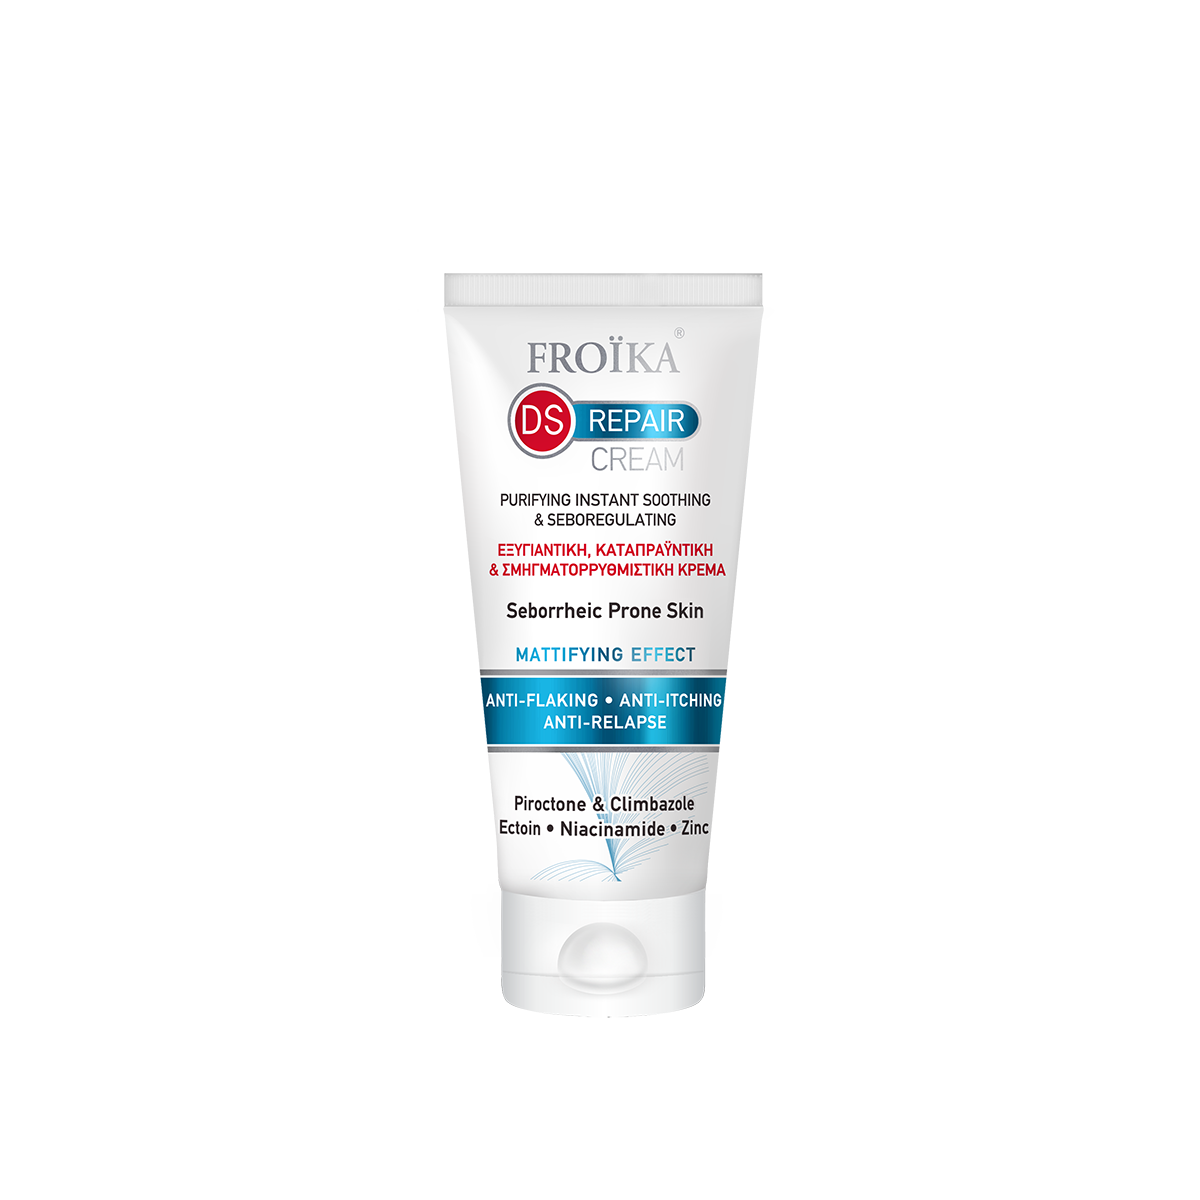 FROÏKA®
DS REPAIR
CREAM
PURIFYING INSTANT SOOTHING
& SEBOREGULATING
ΕΞΥΓΙΑΝΤΙΚΗ, ΚΑΤΑΠΡΑΫΝΤΙΚΗ
& ΣΜΗΓΜΑΤΟΡΡΥΘΜΙΣΤΙΚΗ ΚΡΕΜΑ
Seborrheic Prone Skin
MATTIFYING EFFECT
ANTI-FLAKING • ANTI-ITCHING
ANTI-RELAPSE
Piroctone & Climbazole
Ectoin • Niacinamide • Zinc